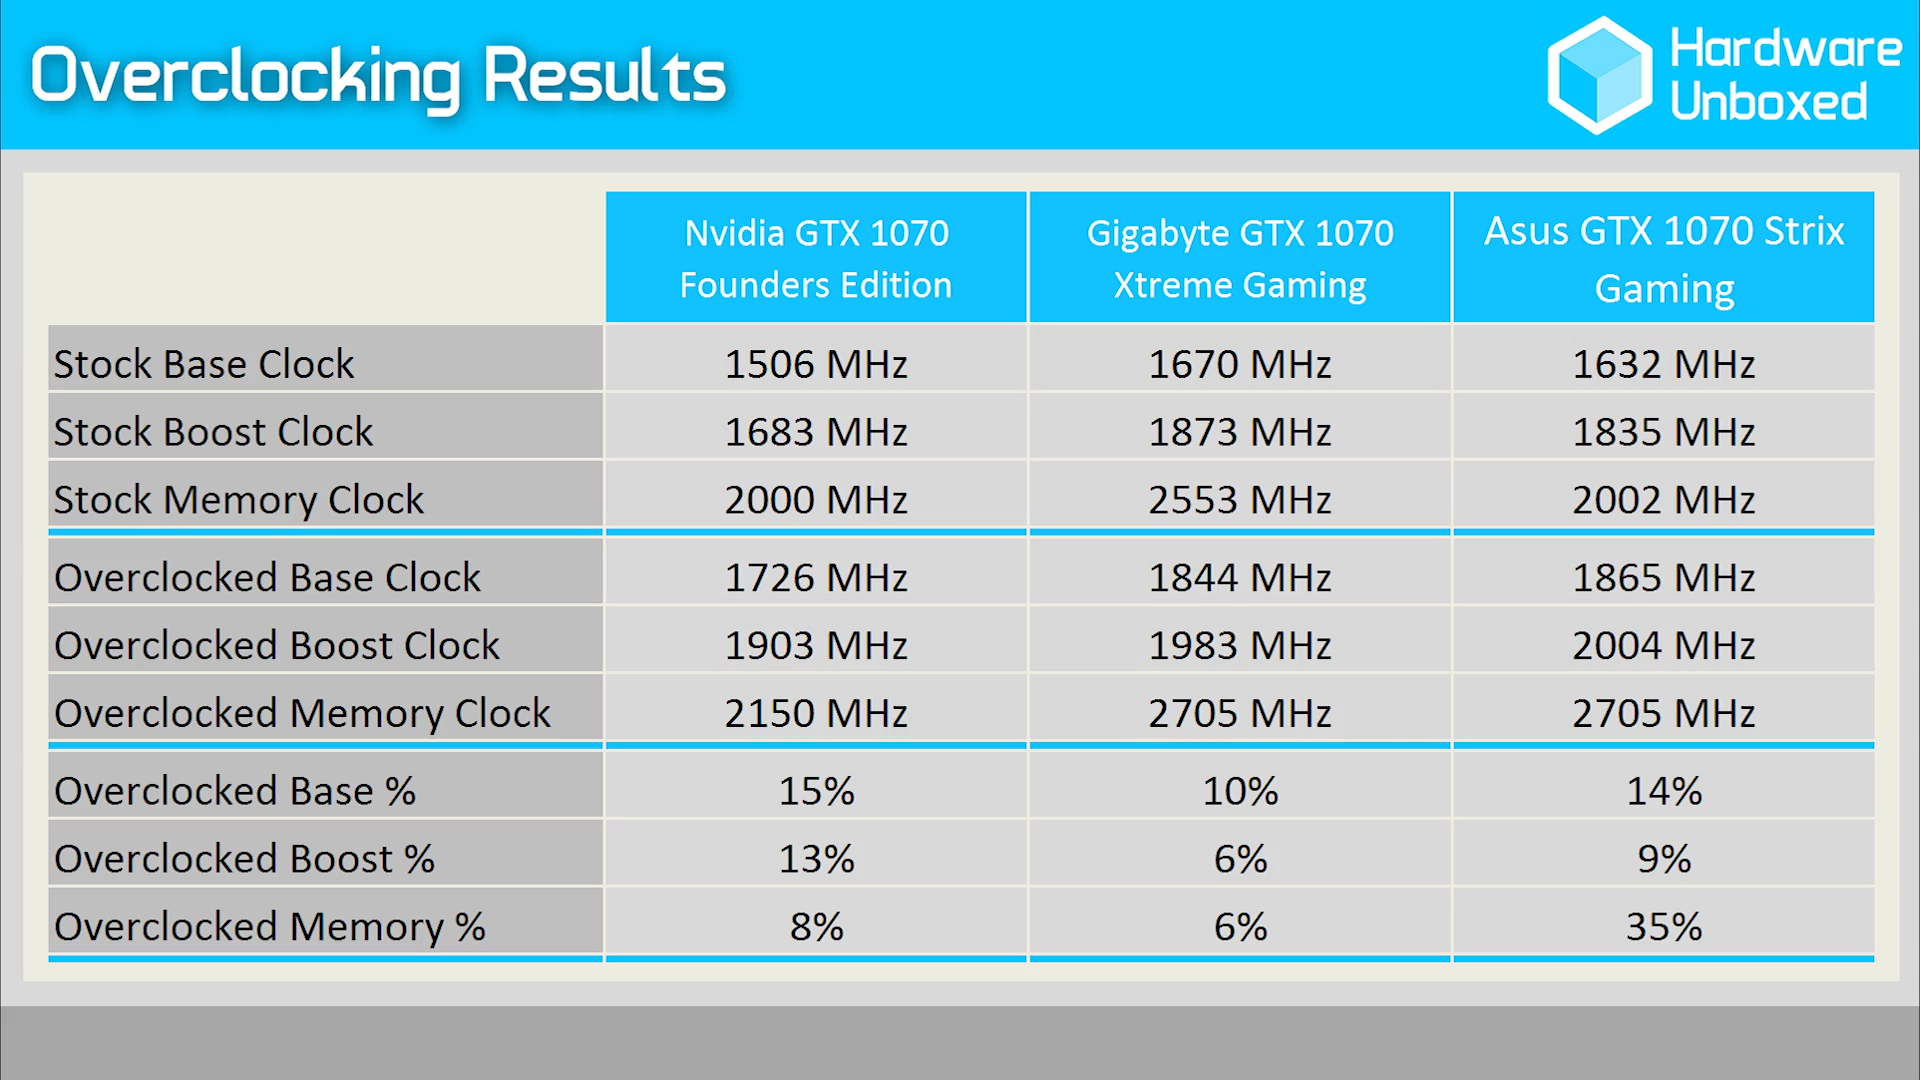 Overclocking Results
Hardware
Unboxed
Nvidia GTX 1070
Founders Edition
Gigabyte GTX 1070
Xtreme Gaming
Asus GTX 1070 Strix
Gaming
Stock Base Clock 1506 MHz 1670 MHz 1632 MHz
Stock Boost Clock 1683 MHz 1873 MHz 1835 MHz
Stock Memory Clock 2000 MHz 2553 MHz 2002 MHz
Overclocked Base Clock 1726 MHz 1844 MHz 1865 MHz
Overclocked Boost Clock 1903 MHz 1983 MHz 2004 MHz
Overclocked Memory Clock 2150 MHz 2705 MHz 2705 MHz
Overclocked Base % 15% 10% 14%
Overclocked Boost % 13% 6% 9%
Overclocked Memory % 8% 6% 35%